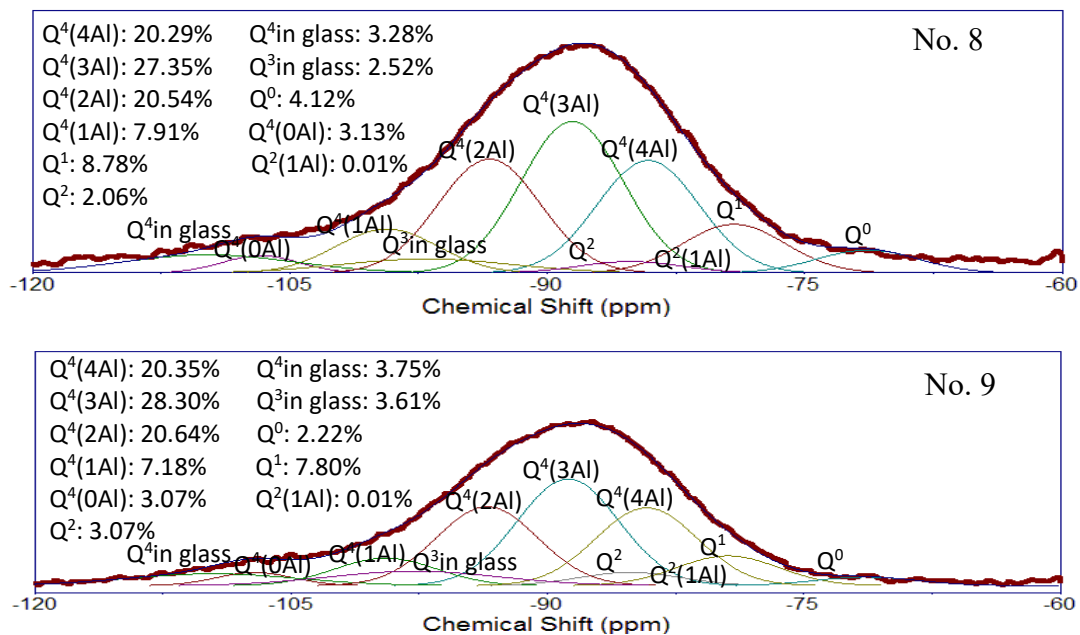 Q⁴(4Al): 20.29% Q⁴in glass: 3.28%
No. 8
Q⁴(3Al): 27.35% Q³in glass: 2.52%
Q⁴(2Al): 20.54% Q⁰: 4.12%
Q⁴(1Al): 7.91% Q⁴(0Al): 3.13%
Q¹: 8.78% Q²(1Al): 0.01%
Q²: 2.06%
Q⁴(3Al)
Q⁴(2Al)
Q⁴(4Al)
Q⁴in glass
Q⁴(0Al)
Q⁴(1Al)
Q³in glass
Q²
Q²(1Al)
Q¹
Q⁰
-120 -105 -90 -75 -60
Chemical Shift (ppm)
Q⁴(4Al): 20.35% Q⁴in glass: 3.75%
No. 9
Q⁴(3Al): 28.30% Q³in glass: 3.61%
Q⁴(2Al): 20.64% Q⁰: 2.22%
Q⁴(1Al): 7.18% Q¹: 7.80%
Q⁴(0Al): 3.07% Q²(1Al): 0.01%
Q²: 3.07%
Q⁴(3Al)
Q⁴(2Al)
Q⁴(4Al)
Q⁴in glass
Q⁴(0Al)
Q⁴(1Al)
Q³in glass
Q²
Q²(1Al)
Q¹
Q⁰
-120 -105 -90 -75 -60
Chemical Shift (ppm)